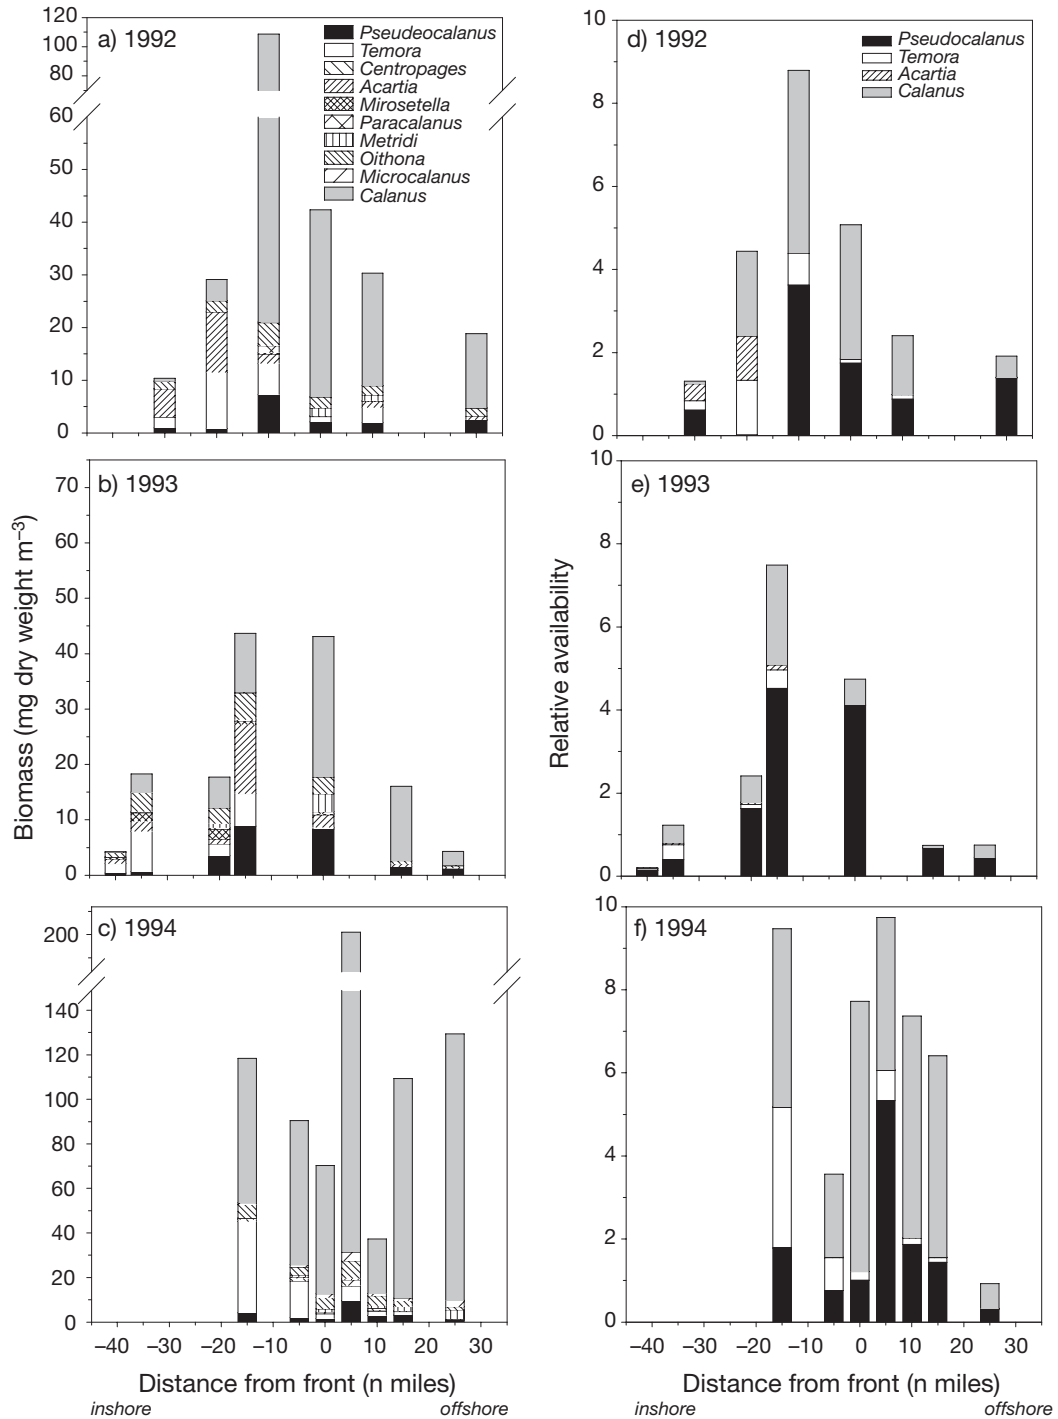 a) 1992
Pseudeocalanus
Temora
Centropages
Acartia
Mirosetella
Paracalanus
Metridi
Oithona
Microcalanus
Calanus
120
100
80
60
50
40
30
20
10
0
d) 1992
Pseudocalanus
Temora
Acartia
Calanus
10
8
6
4
2
0
b) 1993
70
60
50
40
30
20
10
0
Biomass (mg dry weight m–3)
e) 1993
10
8
6
4
2
0
Relative availability
c) 1994
200
140
120
100
80
60
40
20
0
–40 –30 –20 –10 0 10 20 30
Distance from front (n miles)
inshore offshore
f) 1994
10
8
6
4
2
0
–40 –30 –20 –10 0 10 20 30
Distance from front (n miles)
inshore offshore